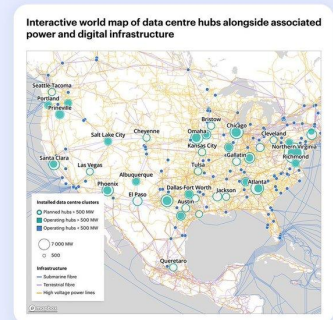 Interactive world map of data centre hubs alongside associated
power and digital infrastructure
Seattle-Tacoma
Portland
Prineville
Salt Lake City
Cheyenne
Omaha
Bristow
Chicago
Cleveland
Kansas City
Northern Virginia
Gallatin
Richmond
Santa Clara
Las Vegas
Albuquerque
Tulsa
Phoenix
El Paso
Dallas-Fort Worth
Jackson
Atlanta
Austin
Queretaro
Installed data centre clusters
Planned hubs > 500 MW
Operating hubs > 500 MW
Operating hubs < 500 MW
7 000 MW
500
Infrastructure
Submarine fibre
Terrestrial fibre
High voltage power lines
mapbox